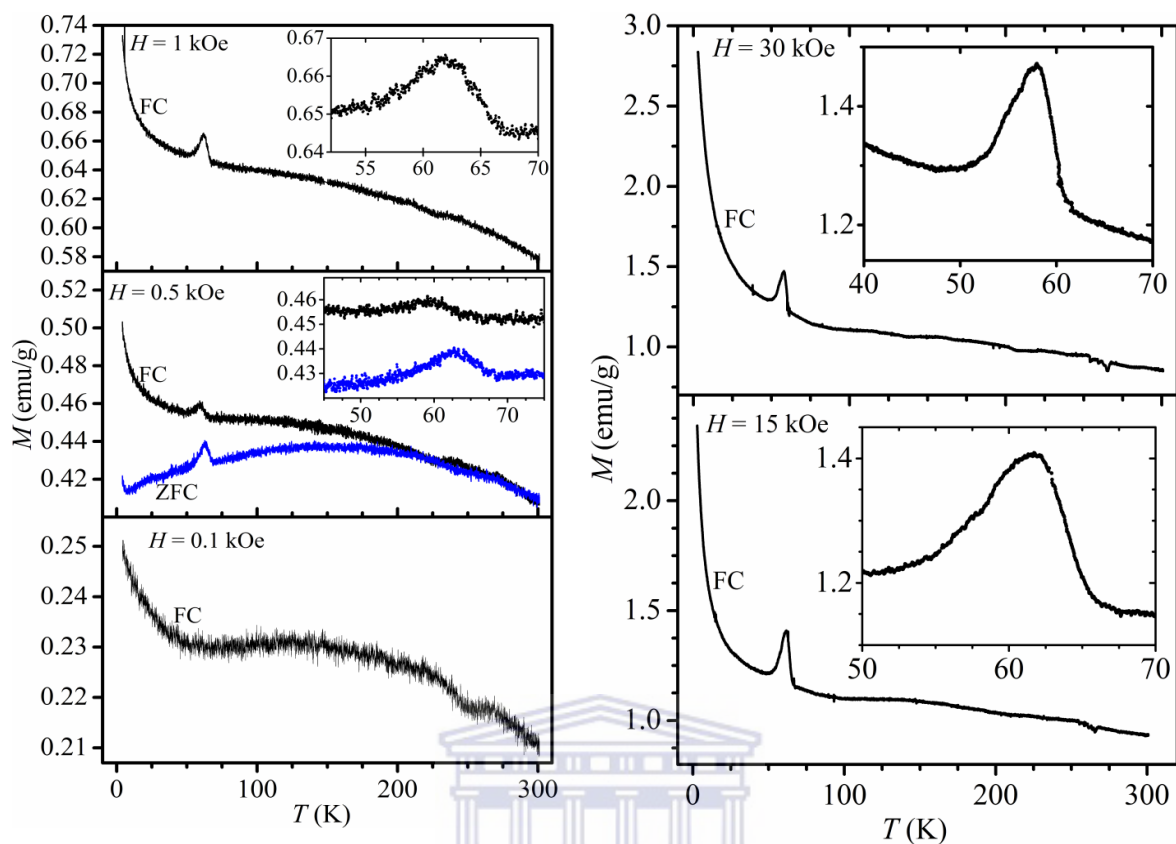 H = 1 kOe
FC
0.74
0.73
0.72
0.70
0.68
0.66
0.64
0.62
0.60
0.58
0.67
0.66
0.65
0.64
55 60 65 70
H = 0.5 kOe
FC
ZFC
0.52
0.50
0.48
0.46
0.44
0.42
0.46
0.45
0.44
0.43
50 60 70
M (emu/g)
H = 0.1 kOe
FC
0.25
0.24
0.23
0.22
0.21
0 100 200 300
T (K)
H = 30 kOe
FC
3.0
2.5
2.0
1.5
1.0
1.4
1.2
40 50 60 70
M (emu/g)
H = 15 kOe
FC
2.0
1.5
1.0
1.4
1.2
50 60 70
0 100 200 300
T (K)